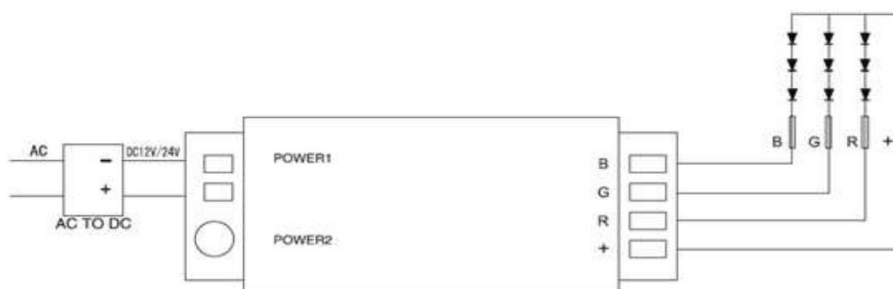 B G R +
AC - DC12V/24V POWER1 B
+ G
AC TO DC R
POWER2 +